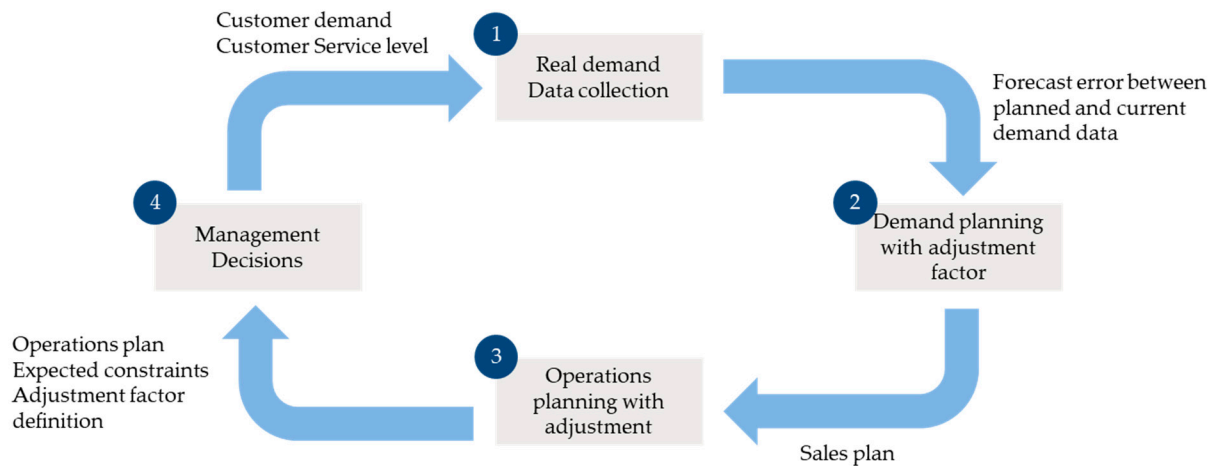 Customer demand
Customer Service level
1
Real demand
Data collection
Forecast error between
planned and current
demand data
2
Demand planning
with adjustment
factor
Sales plan
3
Operations
planning with
adjustment
Operations plan
Expected constraints
Adjustment factor
definition
4
Management
Decisions